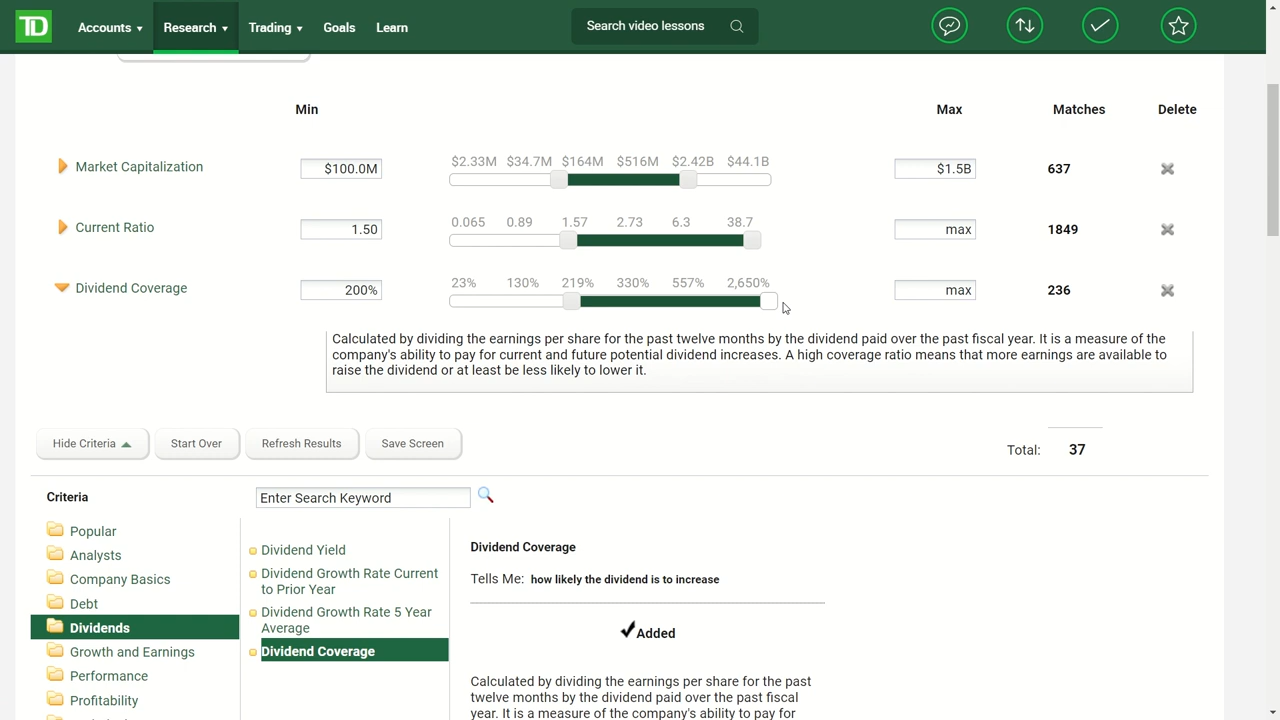 TD Accounts Research Trading Goals Learn Search video lessons
Min Max Matches Delete
Market Capitalization $100.0M $2.33M $34.7M $164M $516M $2.42B $44.1B $1.5B 637
Current Ratio 1.50 0.065 0.89 1.57 2.73 6.3 38.7 max 1849
Dividend Coverage 200% 23% 130% 219% 330% 557% 2,650% max 236
Calculated by dividing the earnings per share for the past twelve months by the dividend paid over the past fiscal year. It is a measure of the
company's ability to pay for current and future potential dividend increases. A high coverage ratio means that more earnings are available to
raise the dividend or at least be less likely to lower it.
Hide Criteria Start Over Refresh Results Save Screen Total: 37
Criteria Enter Search Keyword
Popular
Analysts
Company Basics
Debt
Dividends
Growth and Earnings
Performance
Profitability
Dividend Yield
Dividend Growth Rate Current
to Prior Year
Dividend Growth Rate 5 Year
Average
Dividend Coverage
Dividend Coverage
Tells Me: how likely the dividend is to increase
Added
Calculated by dividing the earnings per share for the past
twelve months by the dividend paid over the past fiscal
year. It is a measure of the company's ability to pay for